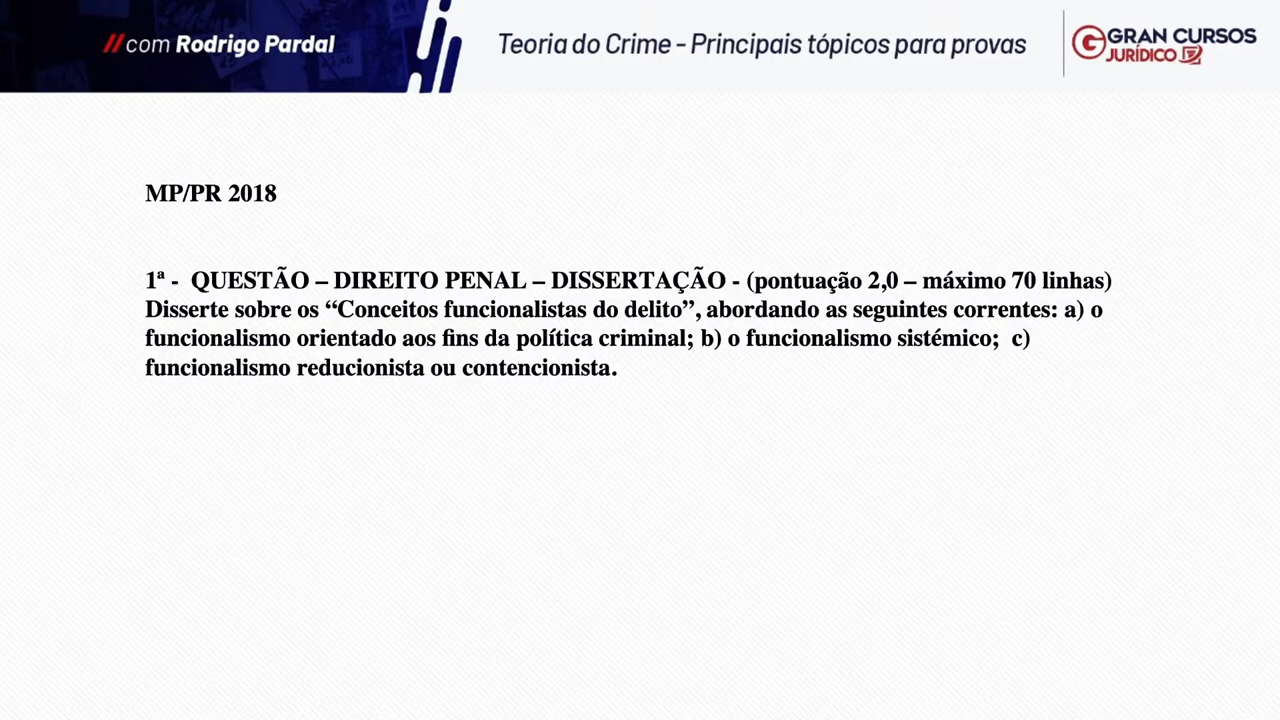 //com Rodrigo Pardal
Teoria do Crime - Principais tópicos para provas
GRAN CURSOS
JURÍDICO
MP/PR 2018
1ª - QUESTÃO – DIREITO PENAL – DISSERTAÇÃO - (pontuação 2,0 – máximo 70 linhas)
Disserte sobre os “Conceitos funcionalistas do delito”, abordando as seguintes correntes: a) o
funcionalismo orientado aos fins da política criminal; b) o funcionalismo sistémico; c)
funcionalismo reducionista ou contencionista.